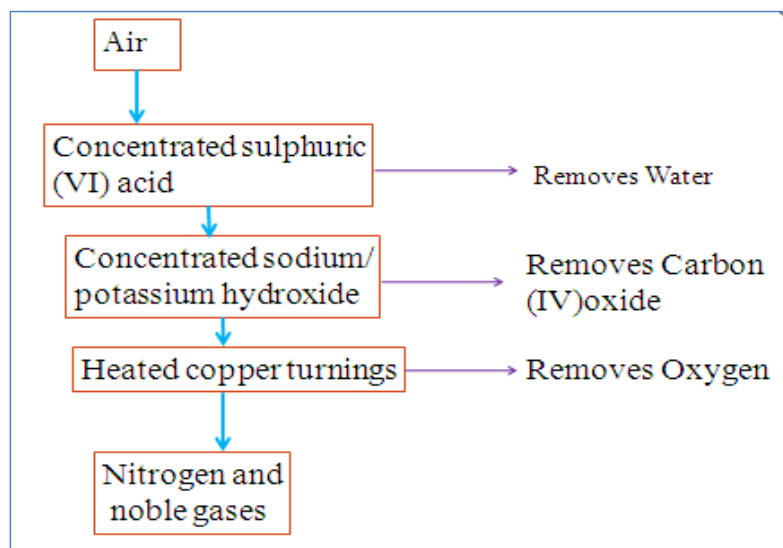 Air
Concentrated sulphuric
(VI) acid
Removes Water
Concentrated sodium/
potassium hydroxide
Removes Carbon
(IV)oxide
Heated copper turnings
Removes Oxygen
Nitrogen and
noble gases